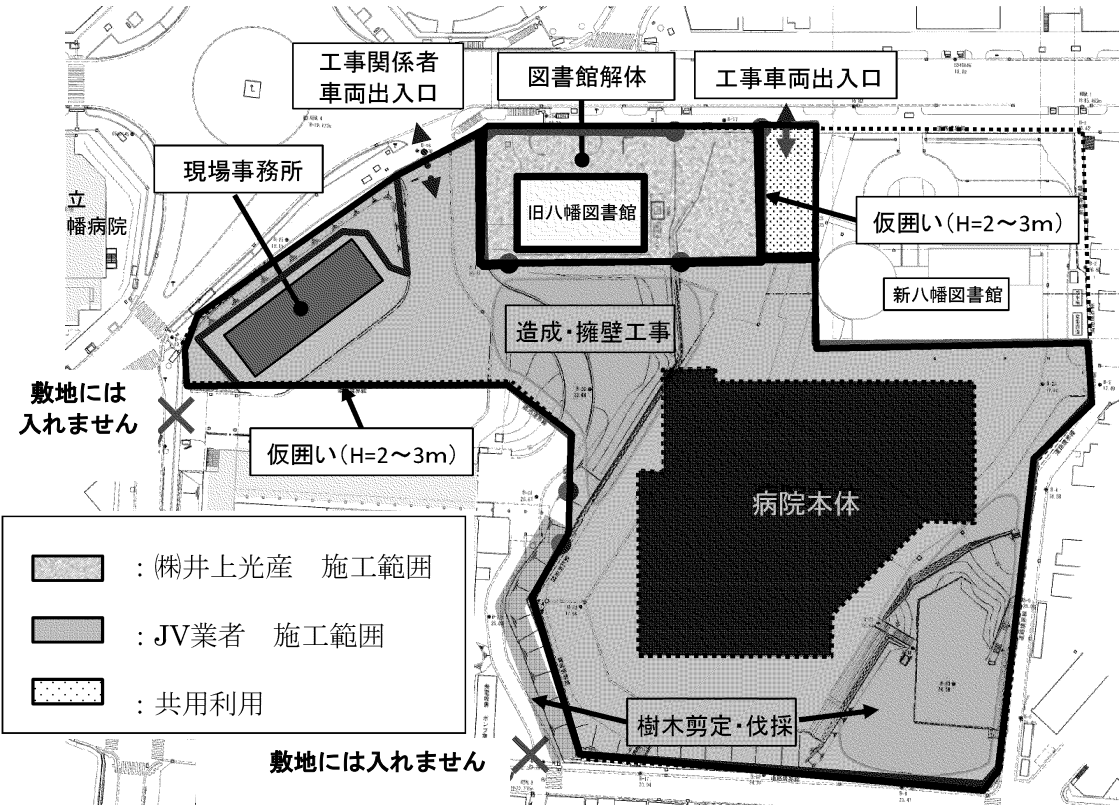 工事関係者
車両出入口
図書館解体
工事車両出入口
現場事務所
立
幡病院
旧八幡図書館
仮囲い(H=2～3m)
新八幡図書館
造成・擁壁工事
敷地には
入れません
仮囲い(H=2～3m)
病院本体
：㈱井上光産　施工範囲
：JV業者　施工範囲
：共用利用
樹木剪定・伐採
敷地には入れません